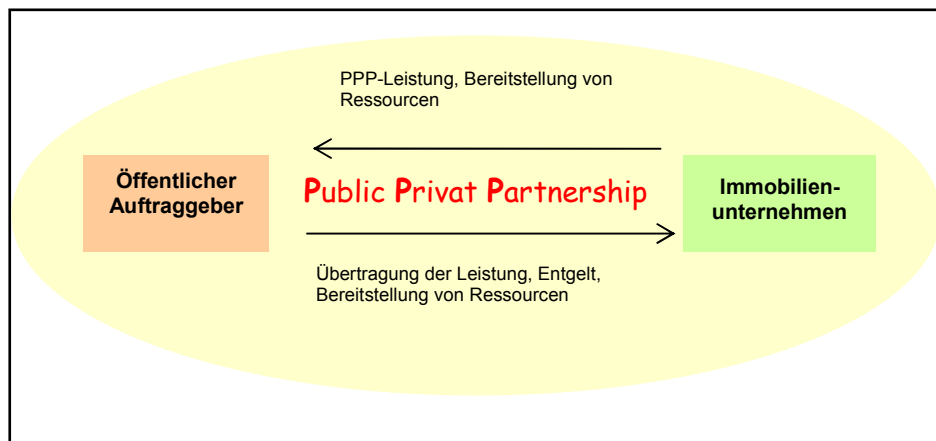 PPP-Leistung, Bereitstellung von
Ressourcen
Öffentlicher
Auftraggeber
Public Privat Partnership
Immobilien-
unternehmen
Übertragung der Leistung, Entgelt,
Bereitstellung von Ressourcen